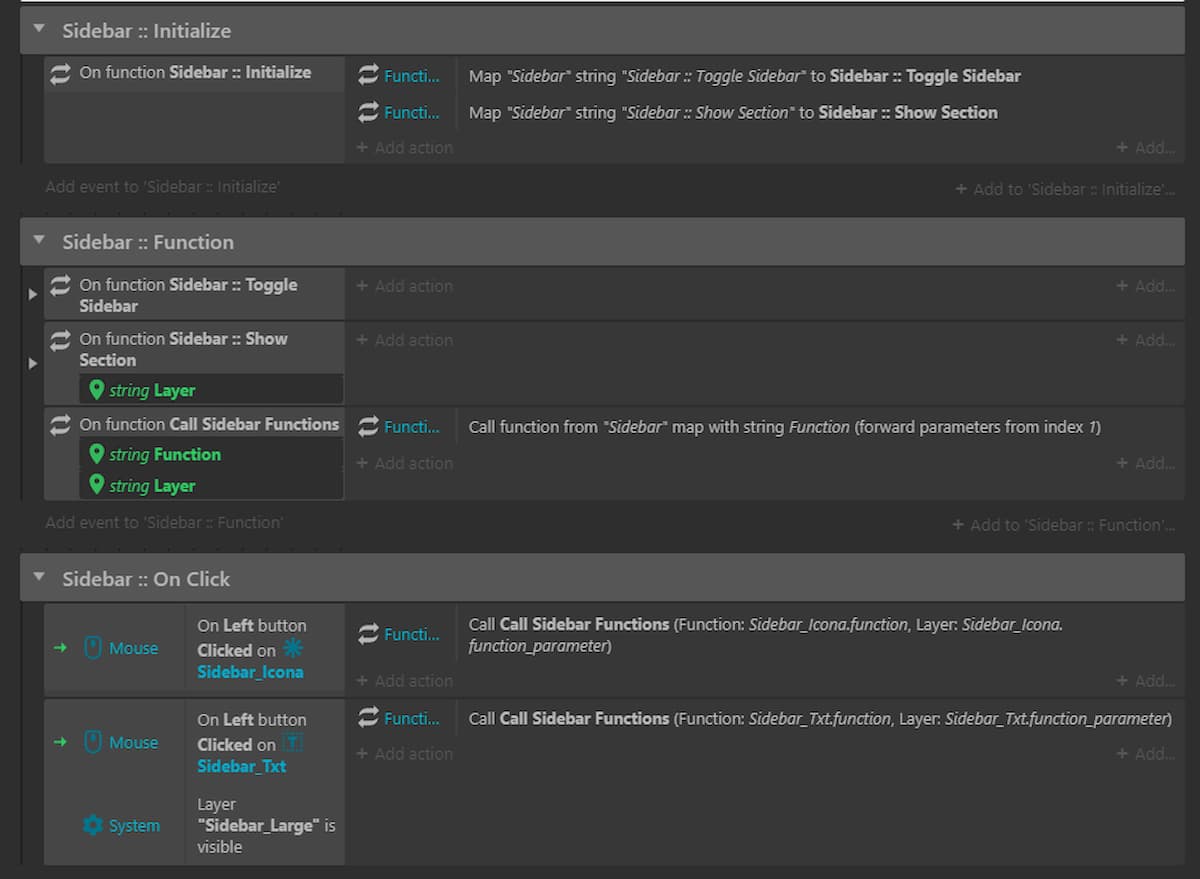 Sidebar :: Initialize
On function Sidebar :: Initialize
Functi... Map "Sidebar" string "Sidebar :: Toggle Sidebar" to Sidebar :: Toggle Sidebar
Functi... Map "Sidebar" string "Sidebar :: Show Section" to Sidebar :: Show Section
+ Add action
+ Add...
Add event to 'Sidebar :: Initialize'
+ Add to 'Sidebar :: Initialize'...
Sidebar :: Function
On function Sidebar :: Toggle
Sidebar
+ Add action
+ Add...
On function Sidebar :: Show
Section
string Layer
+ Add action
+ Add...
On function Call Sidebar Functions
string Function
string Layer
Functi... Call function from "Sidebar" map with string Function (forward parameters from index 1)
+ Add action
+ Add...
Add event to 'Sidebar :: Function'
+ Add to 'Sidebar :: Function'...
Sidebar :: On Click
Mouse
On Left button
Clicked on
Sidebar_Icona
Functi...
Call Call Sidebar Functions (Function: Sidebar_Icona.function, Layer: Sidebar_Icona.
function_parameter)
+ Add action
+ Add...
Mouse
On Left button
Clicked on
Sidebar_Txt
System
Layer
"Sidebar_Large" is
visible
Functi... Call Call Sidebar Functions (Function: Sidebar_Txt.function, Layer: Sidebar_Txt.function_parameter)
+ Add action
+ Add...